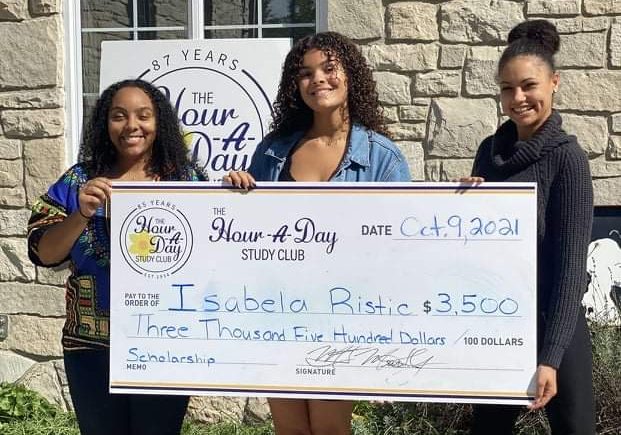 87 YEARS
THE
Hour
-A-
Day
85 YEARS
THE
Hour
-A-
Day
STUDY CLUB
EST 1934
THE
Hour-A-Day
STUDY CLUB
DATE Oct. 9, 2021
PAY TO THE
ORDER OF Isabela Ristic $3,500
Three Thousand Five Hundred Dollars /100 DOLLARS
Scholarship
MEMO SIGNATURE